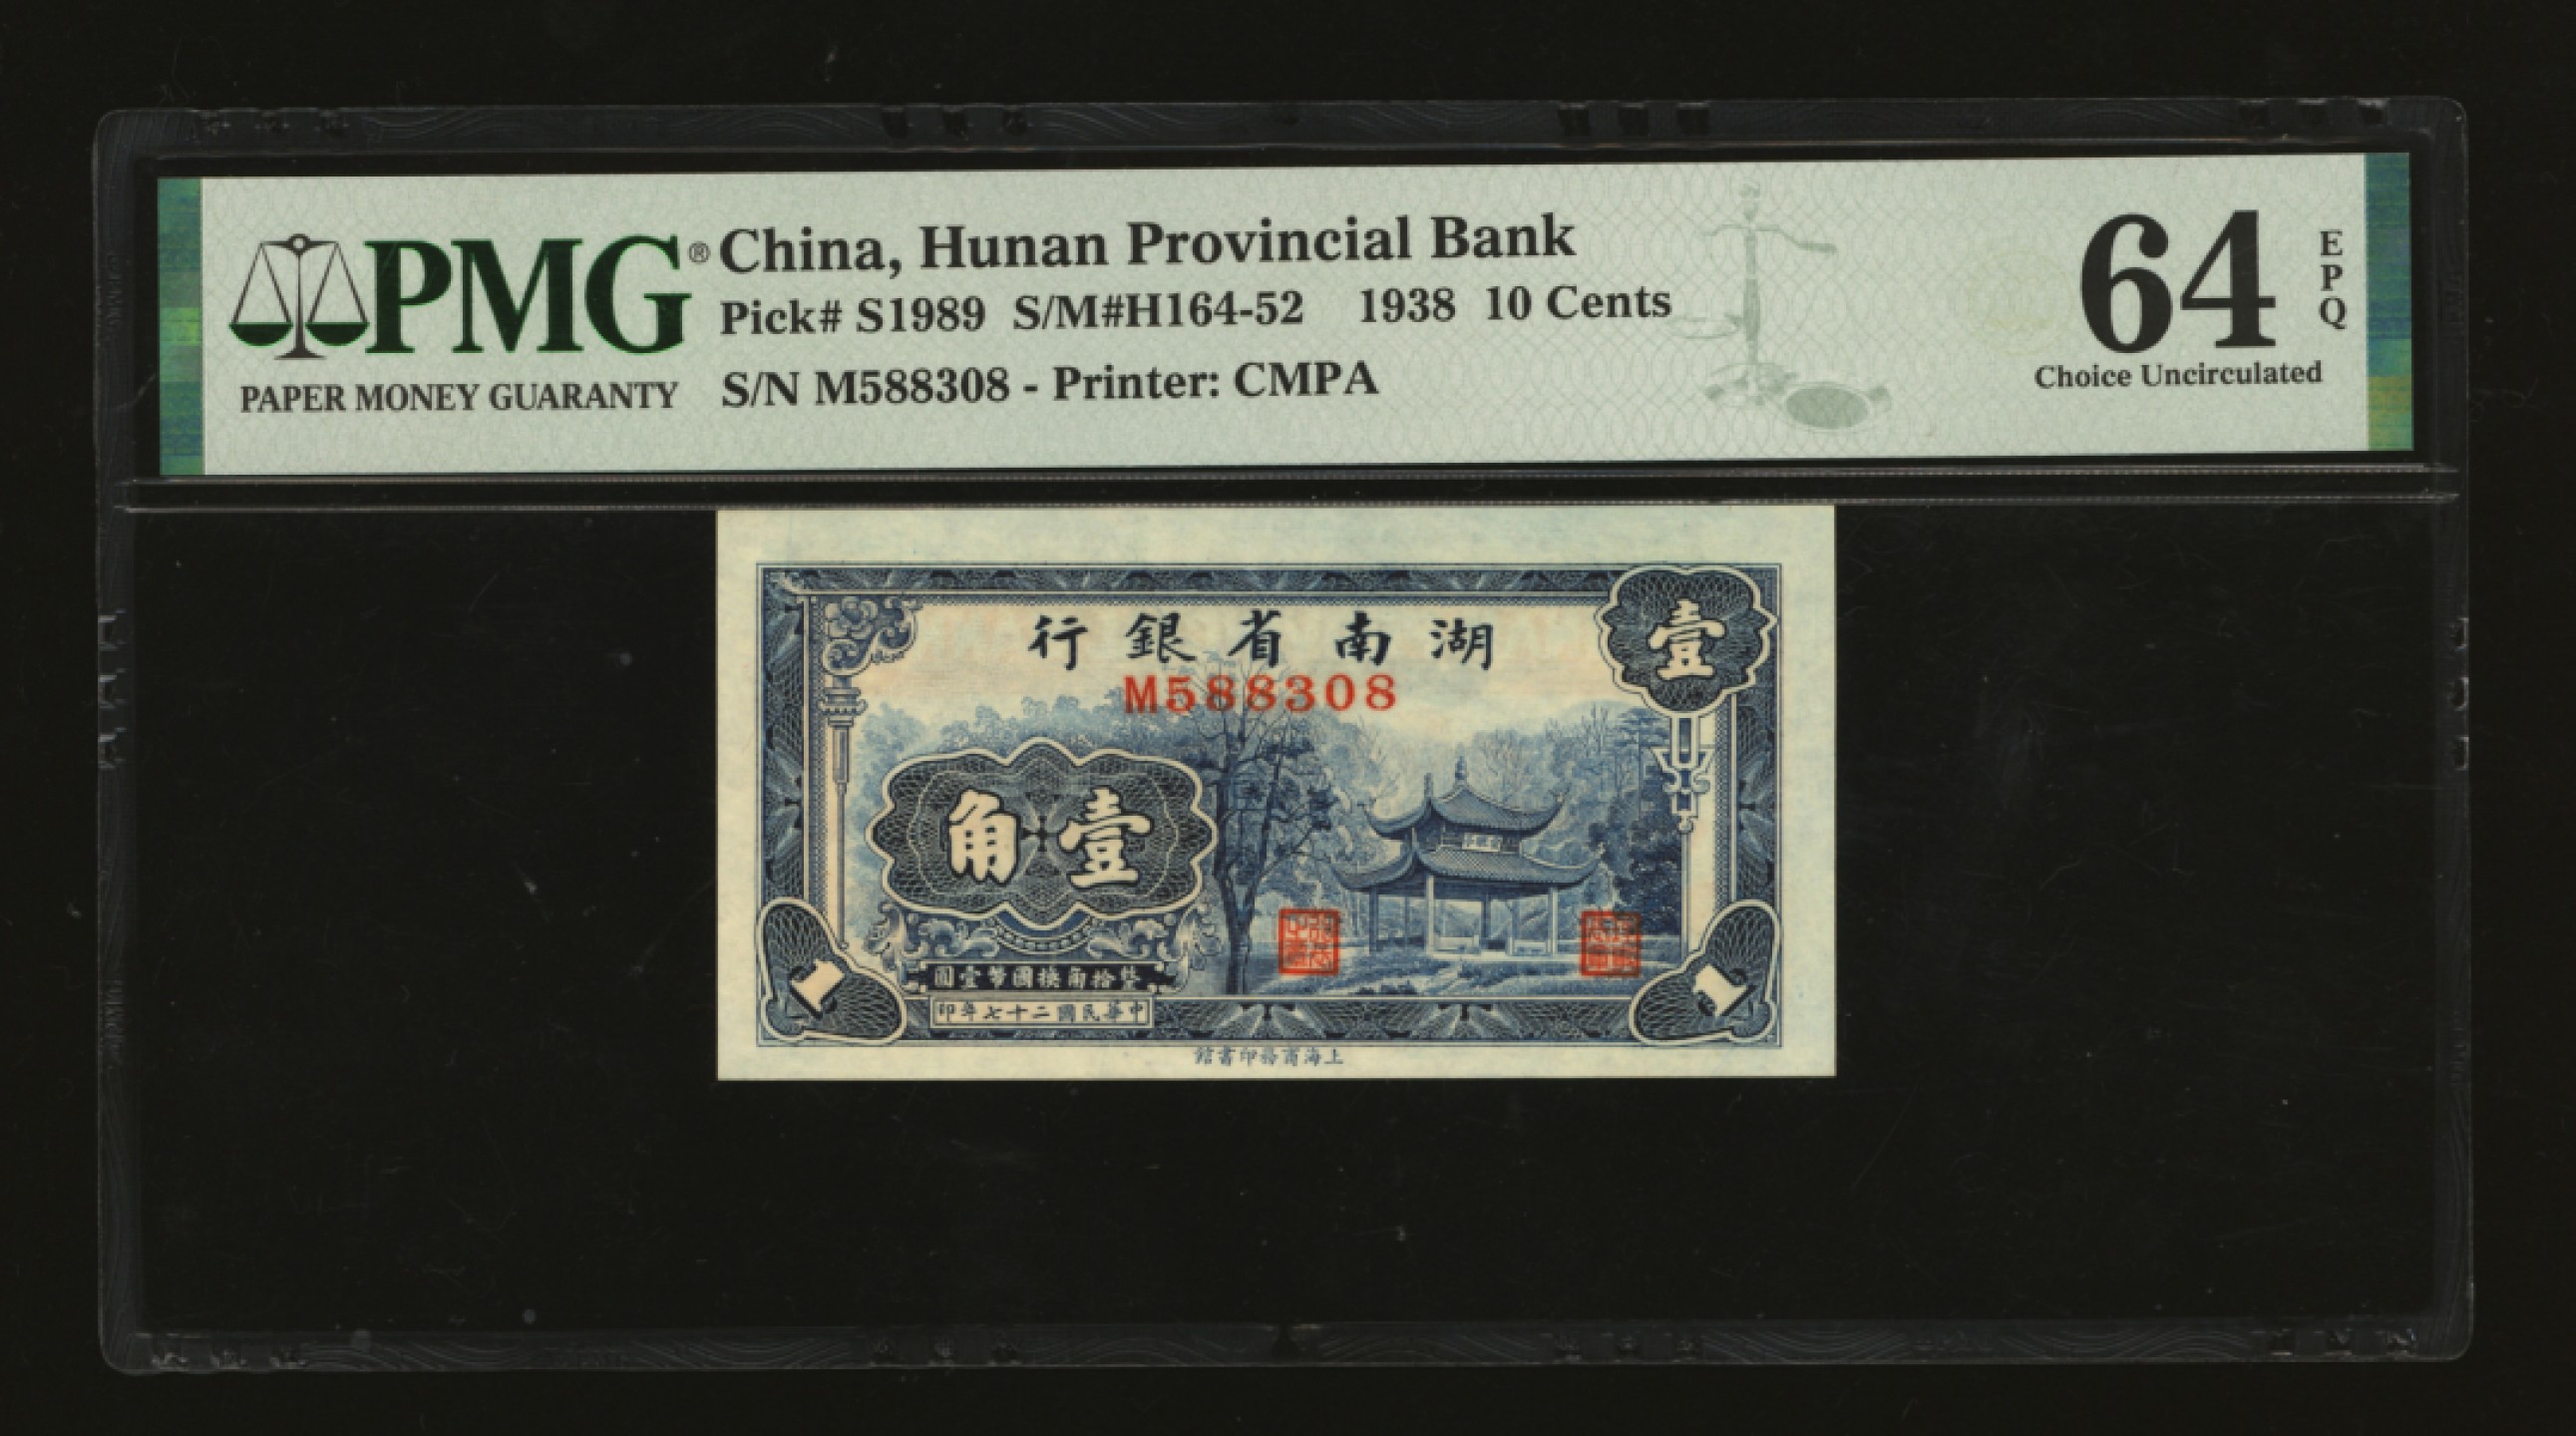 PMG®
PAPER MONEY GUARANTY
China, Hunan Provincial Bank
Pick# S1989 S/M#H164-52 1938 10 Cents
S/N M588308 - Printer: CMPA
64
EPQ
Choice Uncirculated
湖南省銀行
壹
M588308
壹角
拾角換國幣壹圓
中華民國二十七年印
1
1
上海商務印書館